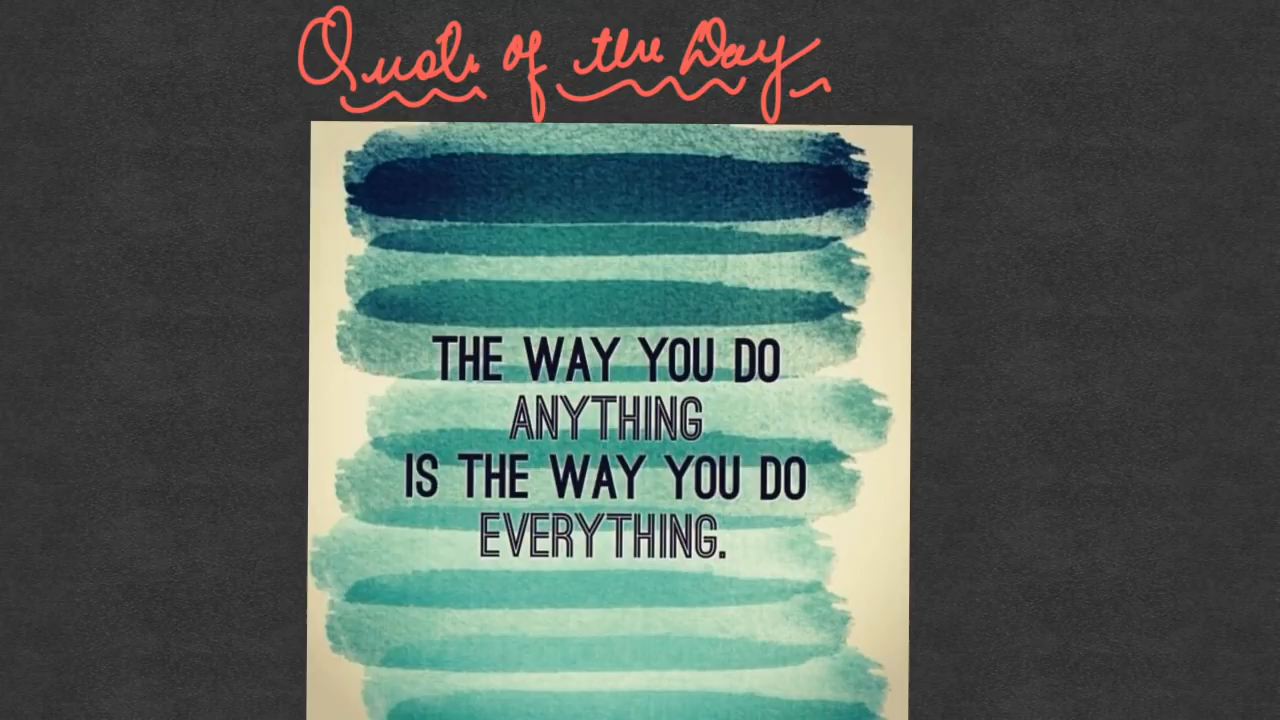 Quote of the Day
THE WAY YOU DO
ANYTHING
IS THE WAY YOU DO
EVERYTHING.